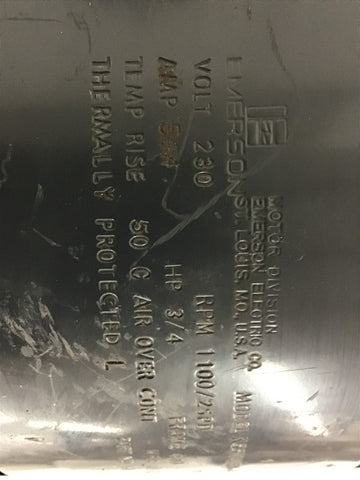 EMERSON
MOTOR DIVISION
EMERSON ELECTRIC CO.
ST. LOUIS, MO., U.S.A.
VOLT 230 RPM 1100/2SPD
AMP HP 3/4
TEMP RISE 50 C AIR OVER CONT
THERMALLY PROTECTED L